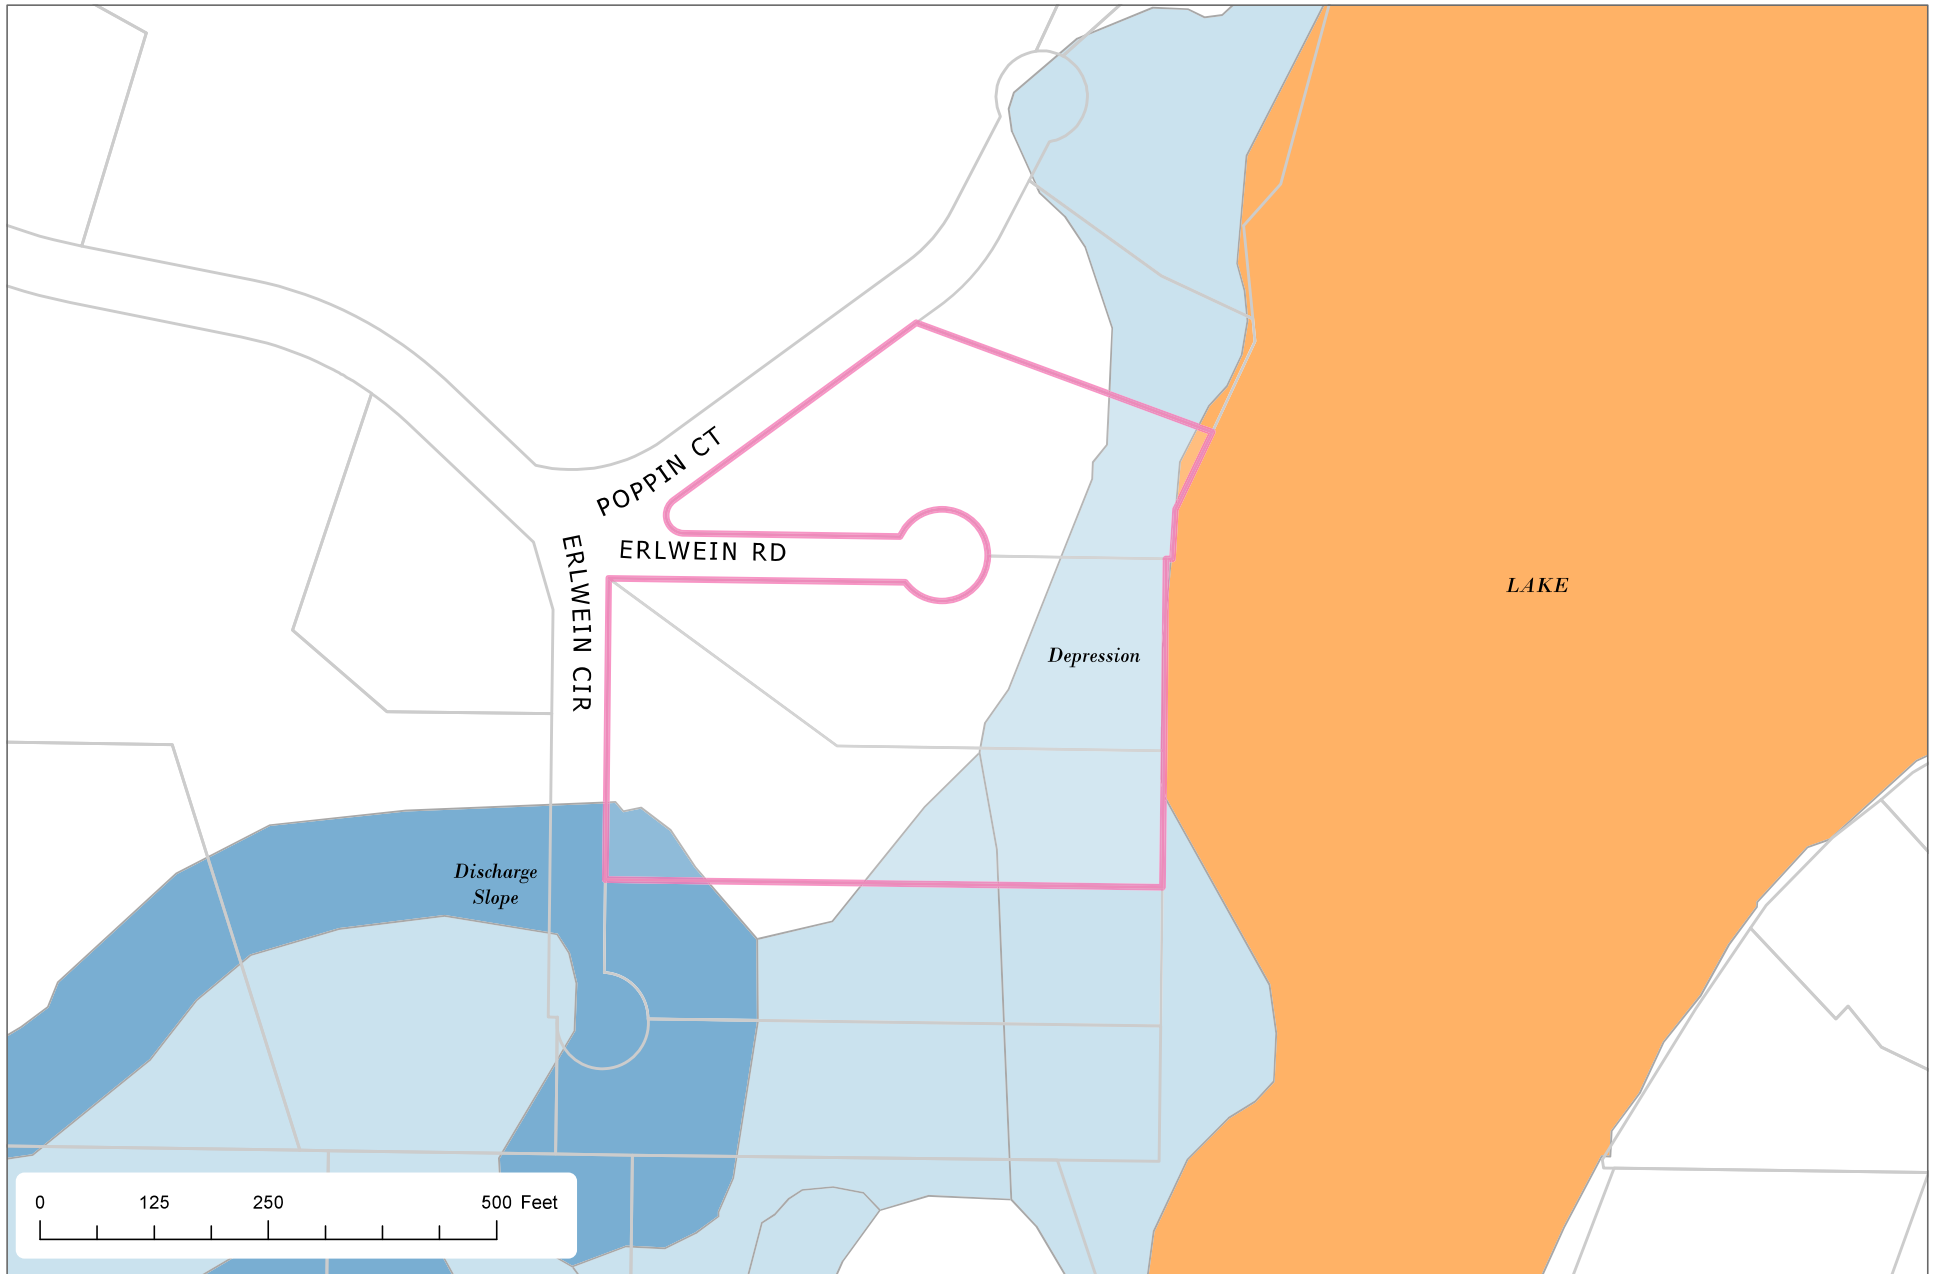 POPPIN CT
ERLWEIN RD
ERLWEIN CIR
LAKE
Depression
Discharge
Slope
0 125 250 500 Feet